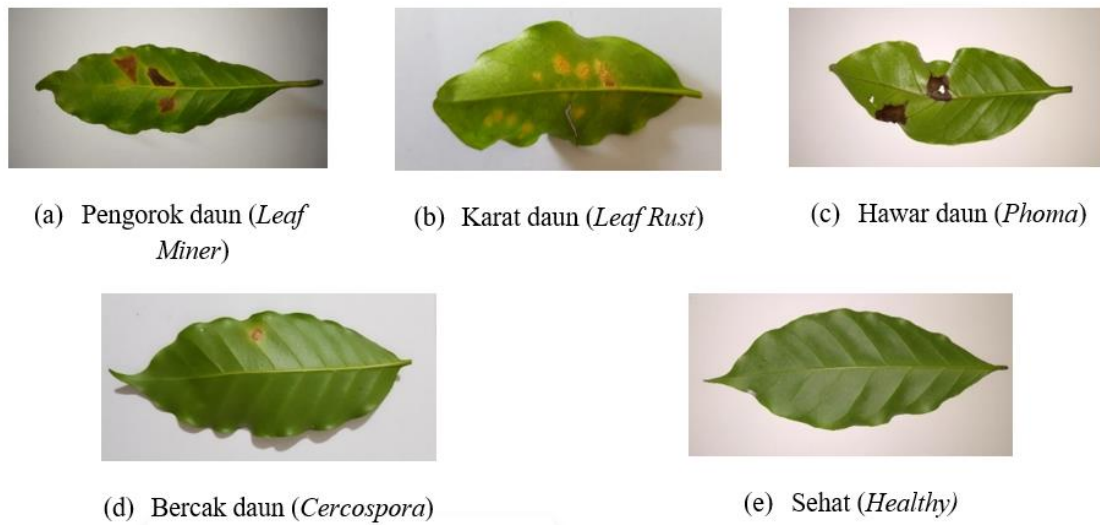 (a) Pengorok daun (Leaf
Miner)
(b) Karat daun (Leaf Rust)
(c) Hawar daun (Phoma)
(d) Bercak daun (Cercospora)
(e) Sehat (Healthy)